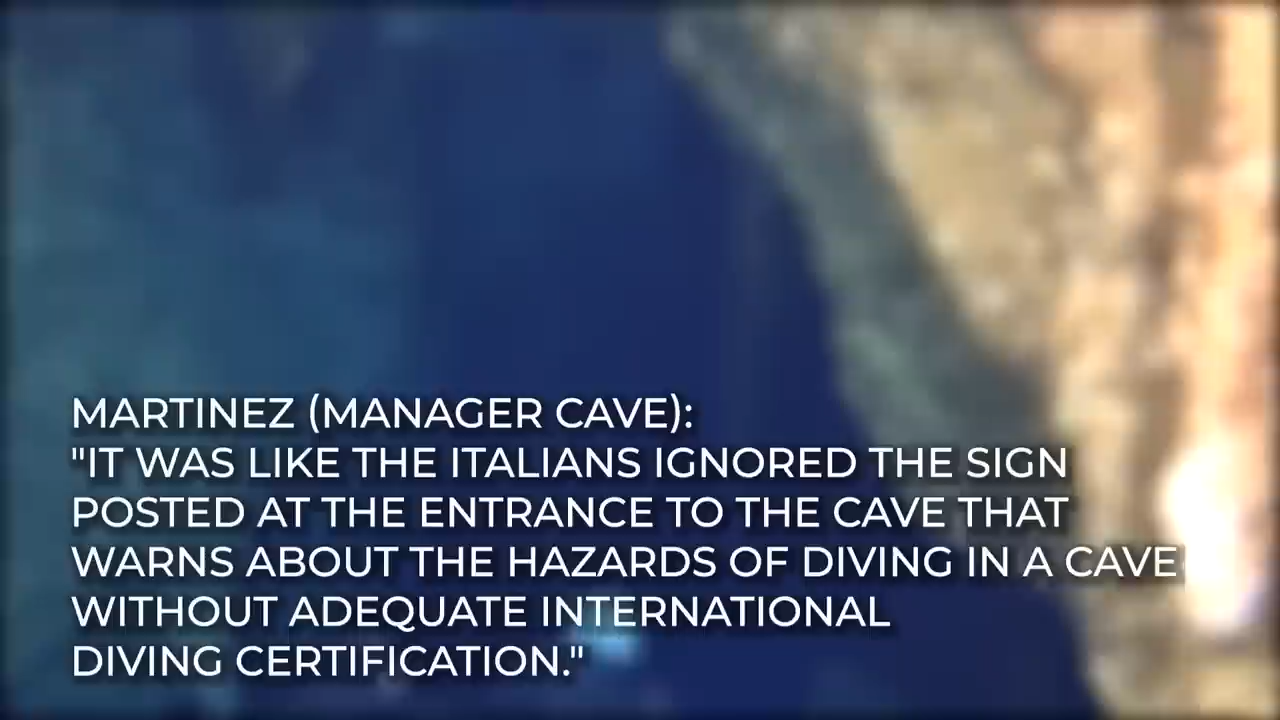 MARTINEZ (MANAGER CAVE):
"IT WAS LIKE THE ITALIANS IGNORED THE SIGN
POSTED AT THE ENTRANCE TO THE CAVE THAT
WARNS ABOUT THE HAZARDS OF DIVING IN A CAVE
WITHOUT ADEQUATE INTERNATIONAL
DIVING CERTIFICATION."